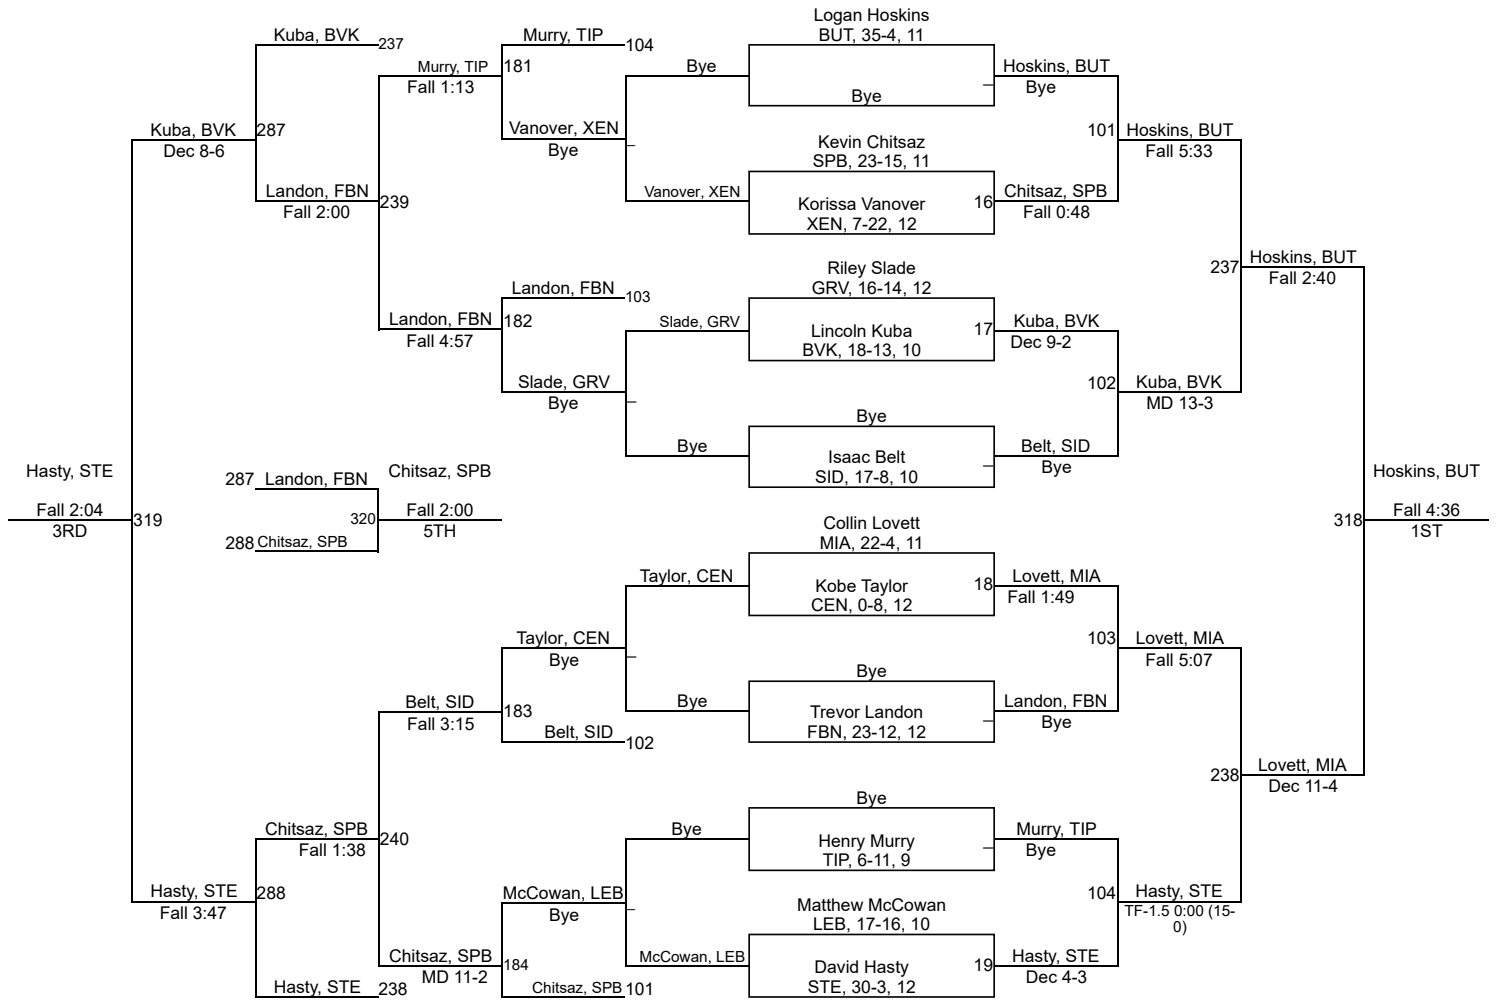 Logan Hoskins
BUT, 35-4, 11
Bye
Kevin Chitsaz
SPB, 23-15, 11
Korissa Vanover
XEN, 7-22, 12
16
Riley Slade
GRV, 16-14, 12
Lincoln Kuba
BVK, 18-13, 10
17
Bye
Isaac Belt
SID, 17-8, 10
Collin Lovett
MIA, 22-4, 11
Kobe Taylor
CEN, 0-8, 12
18
Bye
Trevor Landon
FBN, 23-12, 12
Bye
Henry Murry
TIP, 6-11, 9
Matthew McCowan
LEB, 17-16, 10
David Hasty
STE, 30-3, 12
19
Hoskins, BUT
Bye
101
Chitsaz, SPB
Fall 0:48
Kuba, BVK
Dec 9-2
102
Belt, SID
Bye
Lovett, MIA
Fall 1:49
103
Landon, FBN
Bye
Murry, TIP
Bye
104
Hasty, STE
Dec 4-3
Hoskins, BUT
Fall 5:33
237
Kuba, BVK
MD 13-3
Lovett, MIA
Fall 5:07
238
Hasty, STE
TF-1.5 0:00 (15-
0)
Hoskins, BUT
Fall 2:40
318
Lovett, MIA
Dec 11-4
Hoskins, BUT
Fall 4:36
1ST
Bye
Vanover, XEN
Slade, GRV
Bye
Taylor, CEN
Bye
Bye
McCowan, LEB
Murry, TIP
104
181
Vanover, XEN
Bye
Landon, FBN
103
182
Slade, GRV
Bye
Taylor, CEN
Bye
183
Belt, SID
102
McCowan, LEB
Bye
184
Chitsaz, SPB
101
Murry, TIP
Fall 1:13
239
Landon, FBN
Fall 4:57
Belt, SID
Fall 3:15
240
Chitsaz, SPB
MD 11-2
Kuba, BVK
237
287
Landon, FBN
Fall 2:00
Chitsaz, SPB
Fall 1:38
288
Hasty, STE
238
Kuba, BVK
Dec 8-6
319
Hasty, STE
Fall 3:47
Hasty, STE
Fall 2:04
3RD
287
Landon, FBN
320
288
Chitsaz, SPB
Chitsaz, SPB
Fall 2:00
5TH